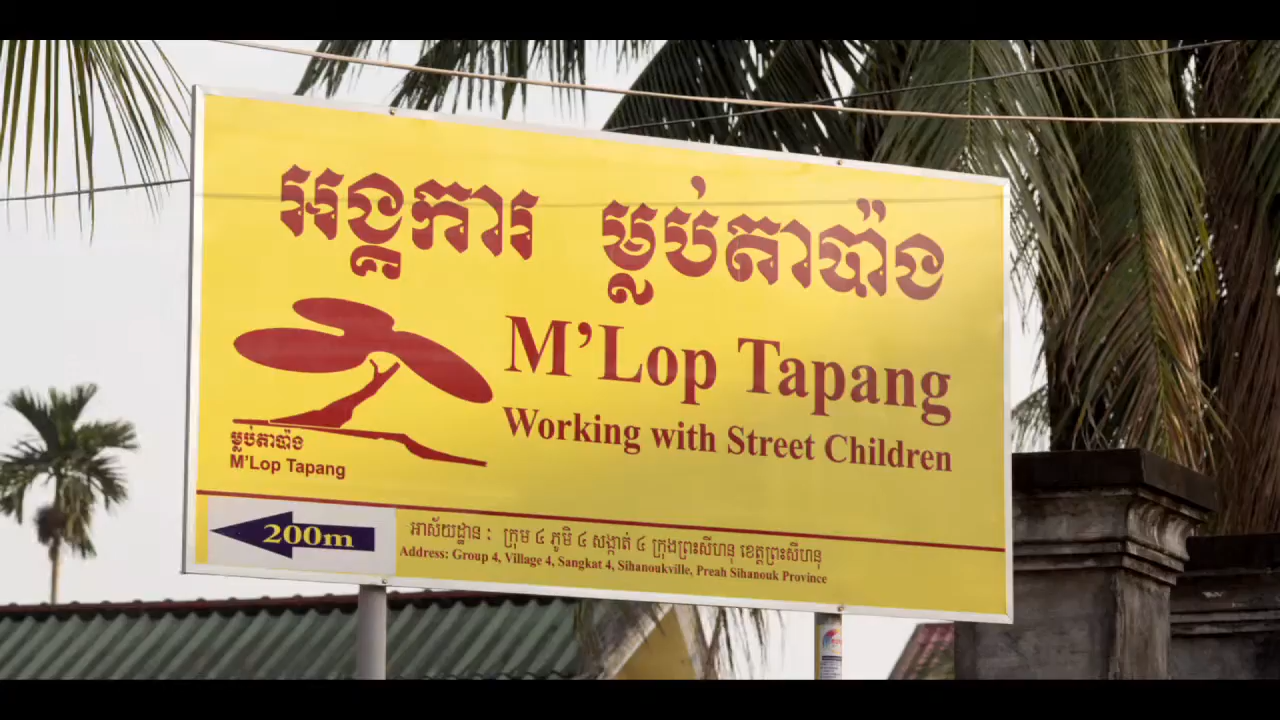 អង្គការ ម្លប់តាប៉ាង
M’Lop Tapang
Working with Street Children
ម្លប់តាប៉ាង
M’Lop Tapang
200m
អាស័យដ្ឋាន : ក្រុម ៤ ភូមិ ៤ សង្កាត់ ៤ ក្រុងព្រះសីហនុ ខេត្តព្រះសីហនុ
Address: Group 4, Village 4, Sangkat 4, Sihanoukville, Preah Sihanouk Province